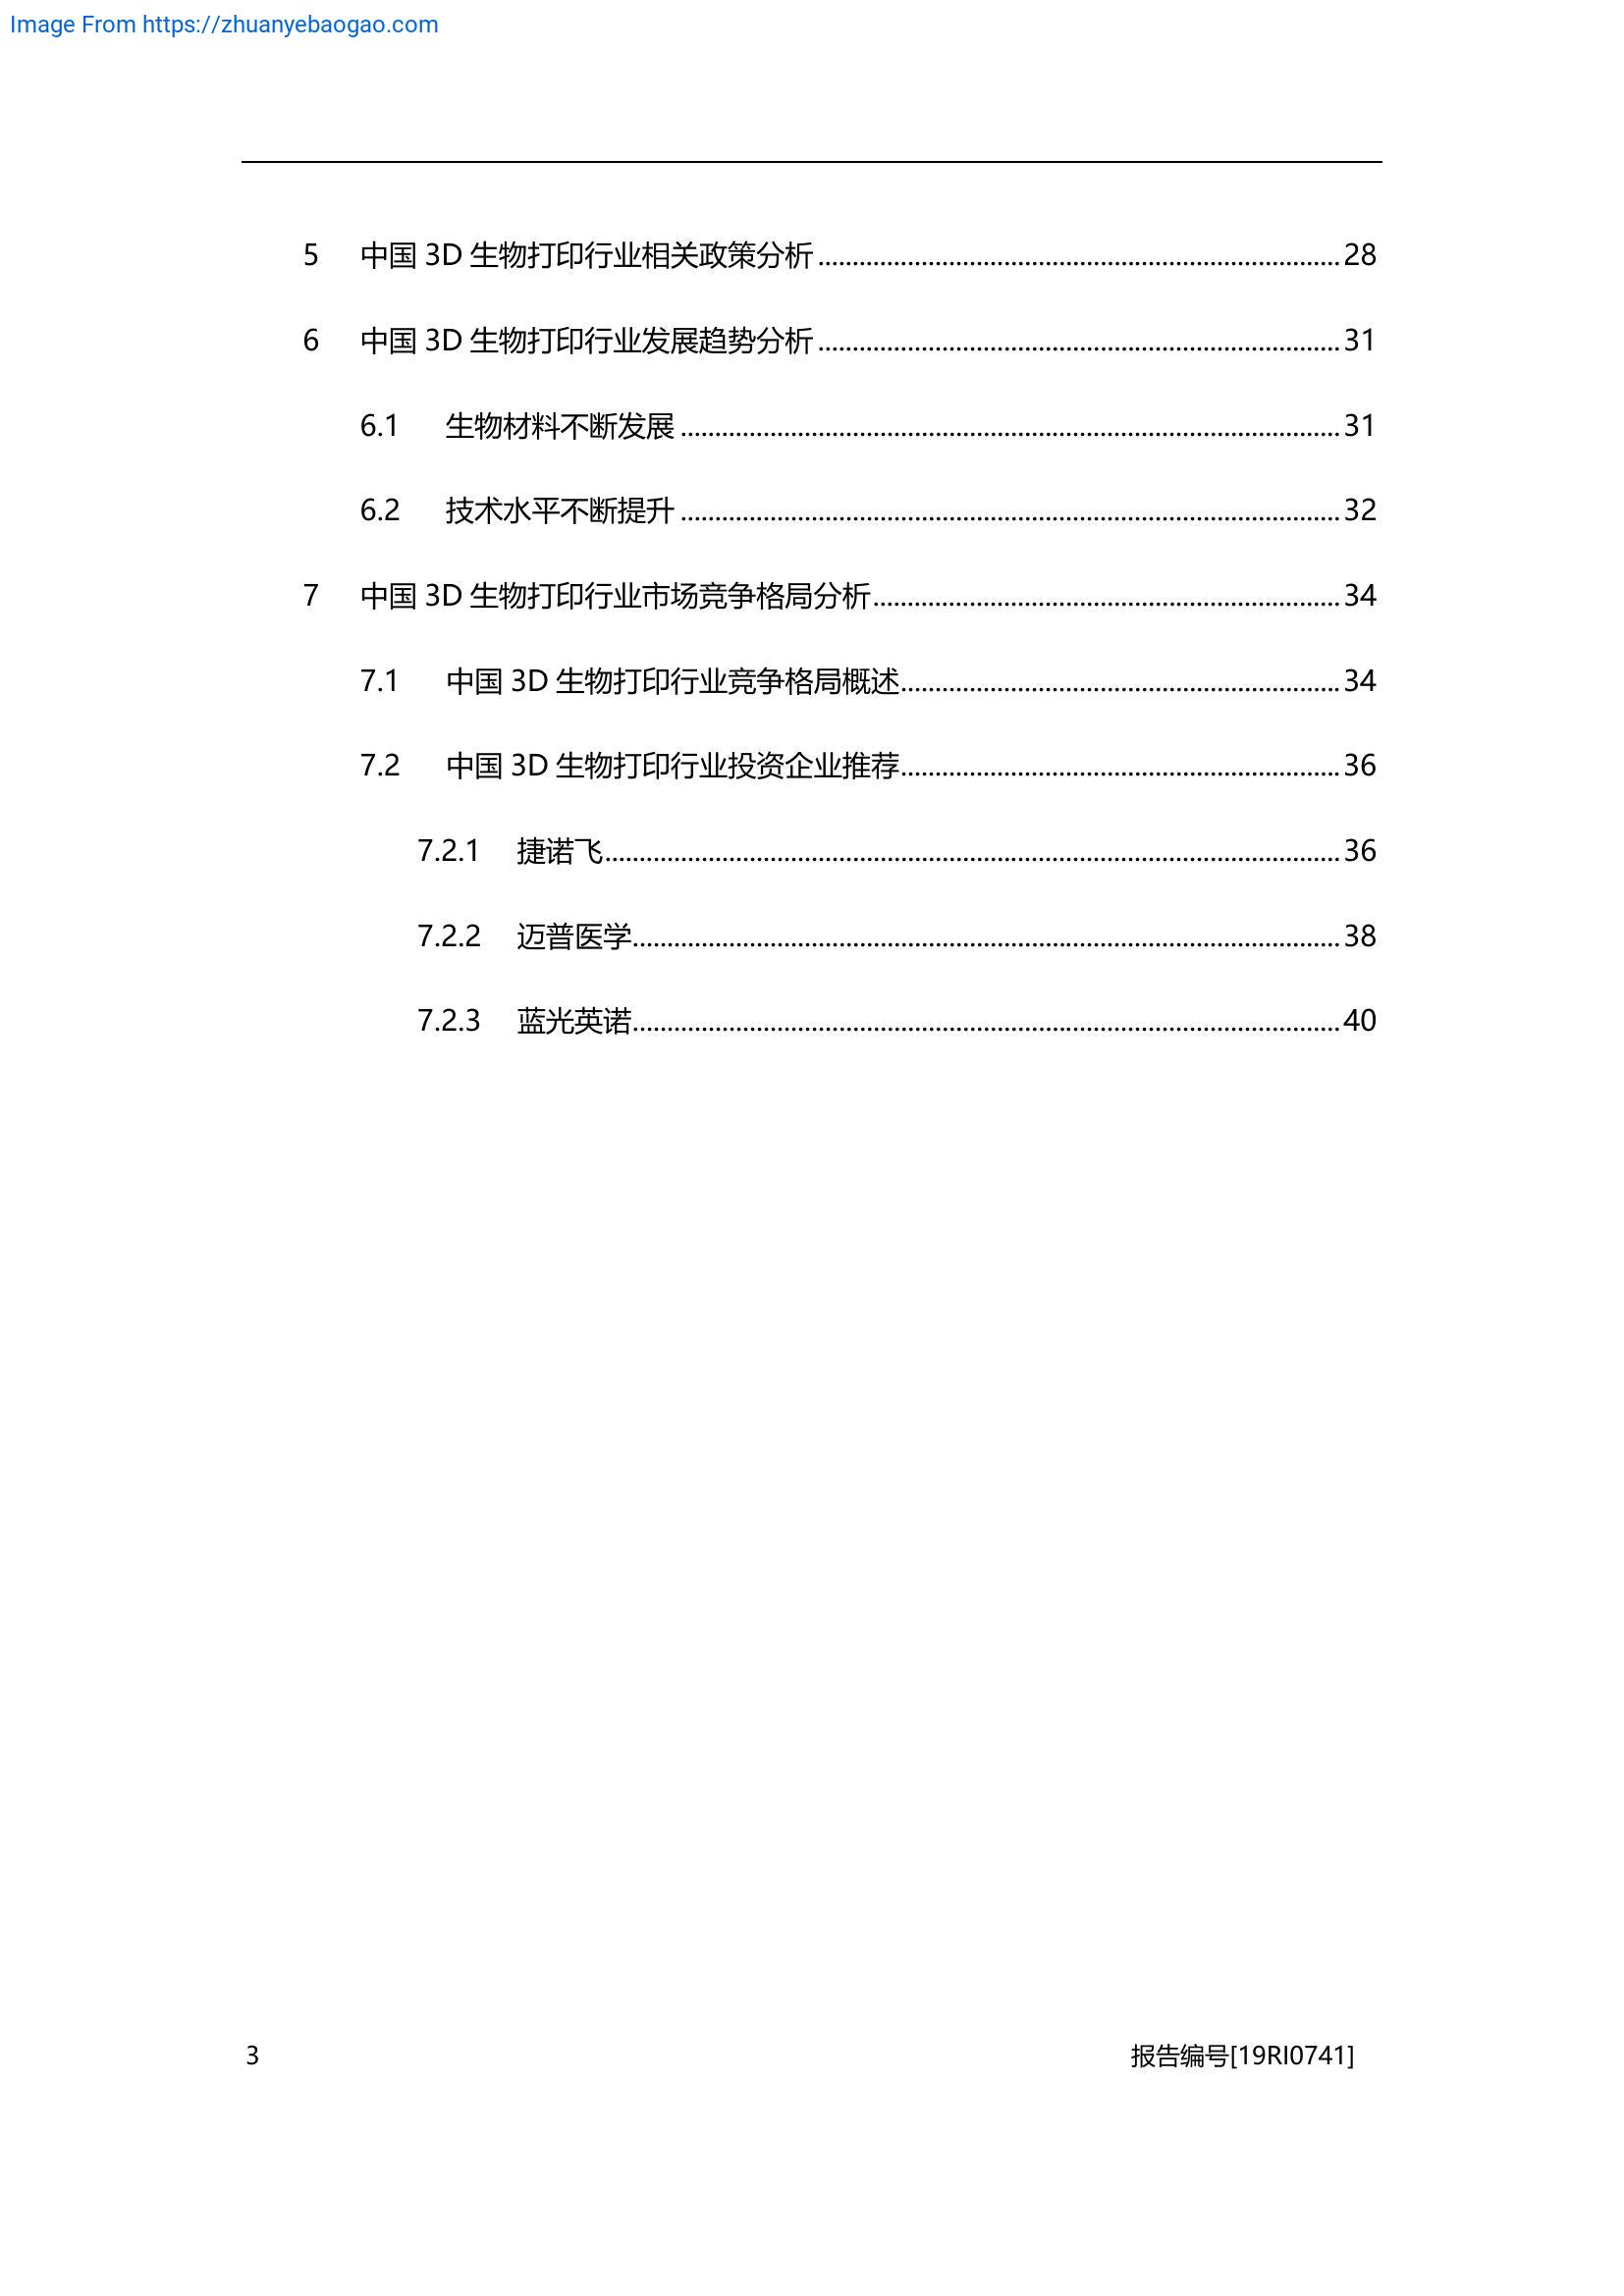 Image From https://zhuanyebaogao.com
5 中国 3D 生物打印行业相关政策分析 ........................................ 28
6 中国 3D 生物打印行业发展趋势分析 ........................................ 31
6.1 生物材料不断发展 ........................................ 31
6.2 技术水平不断提升 ........................................ 32
7 中国 3D 生物打印行业市场竞争格局分析 ........................................ 34
7.1 中国 3D 生物打印行业竞争格局概述 ........................................ 34
7.2 中国 3D 生物打印行业投资企业推荐 ........................................ 36
7.2.1 捷诺飞 ........................................ 36
7.2.2 迈普医学 ........................................ 38
7.2.3 蓝光英诺 ........................................ 40
3 报告编号[19RI0741]